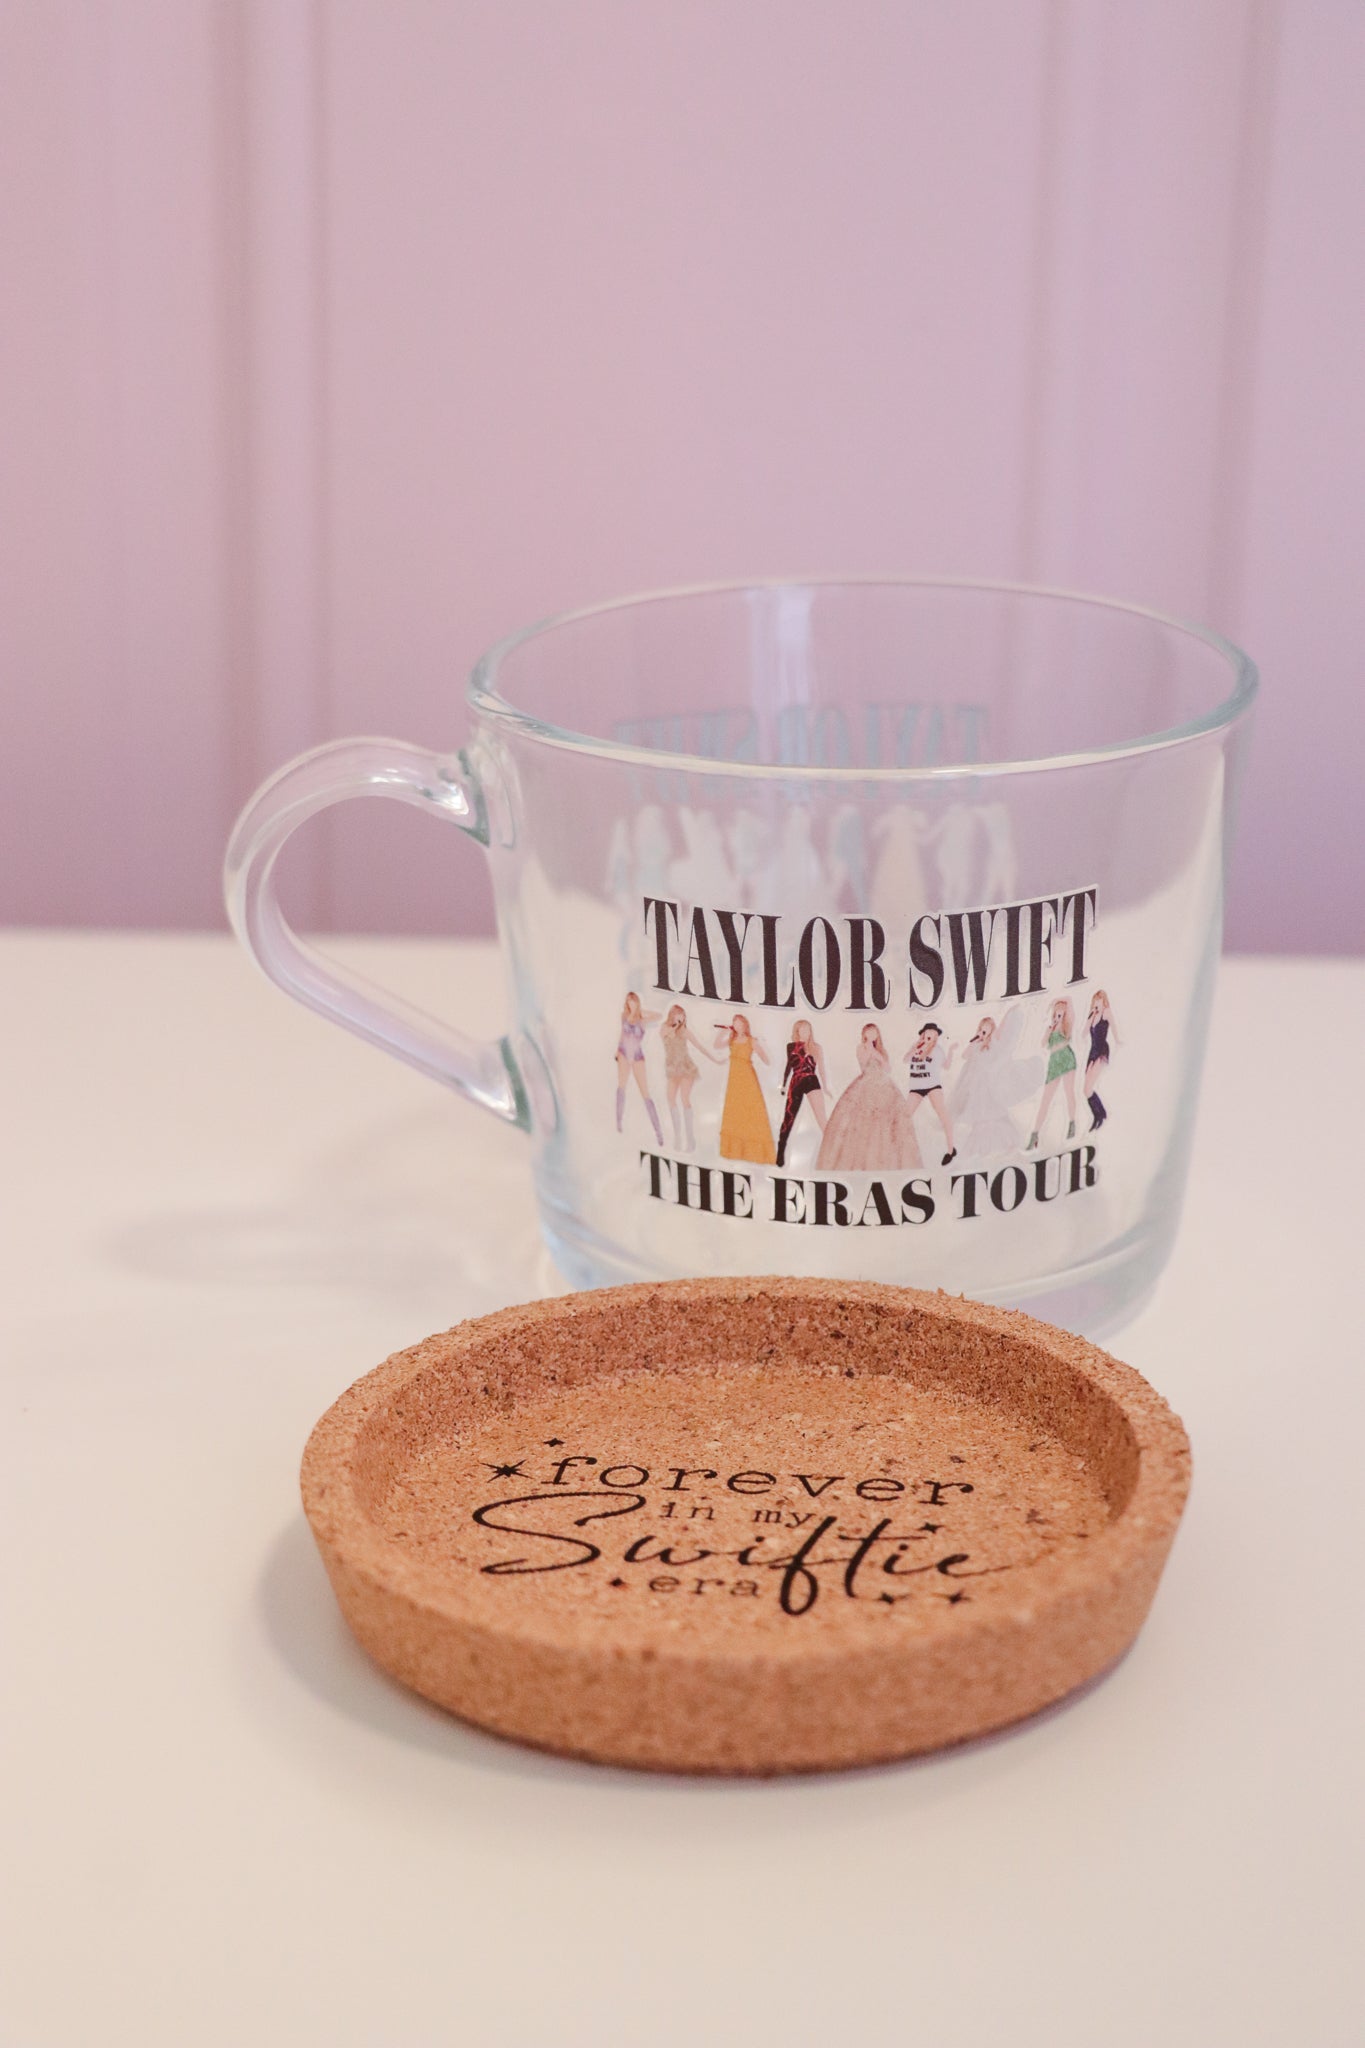 TAYLOR SWIFT
THE ERAS TOUR
forever
in my
Swiftie
era